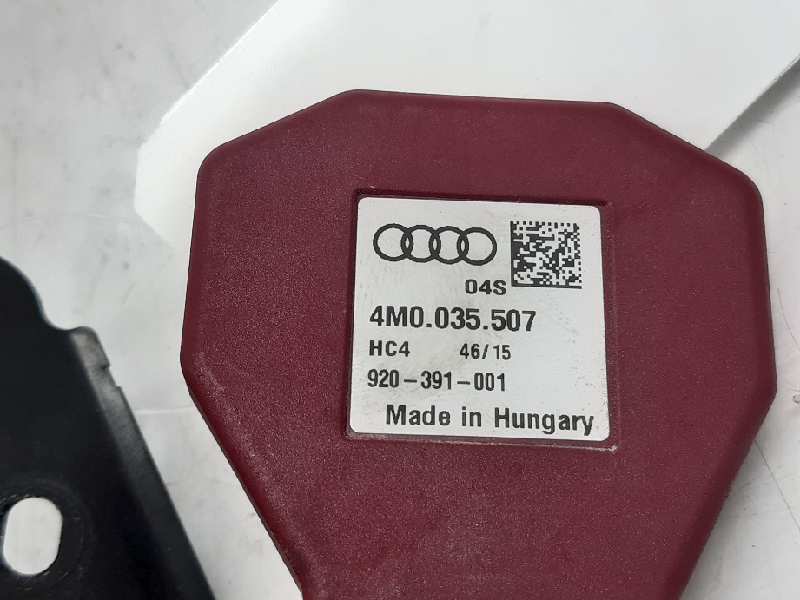 04S
4M0.035.507
HC4 46/15
920-391-001
Made in Hungary